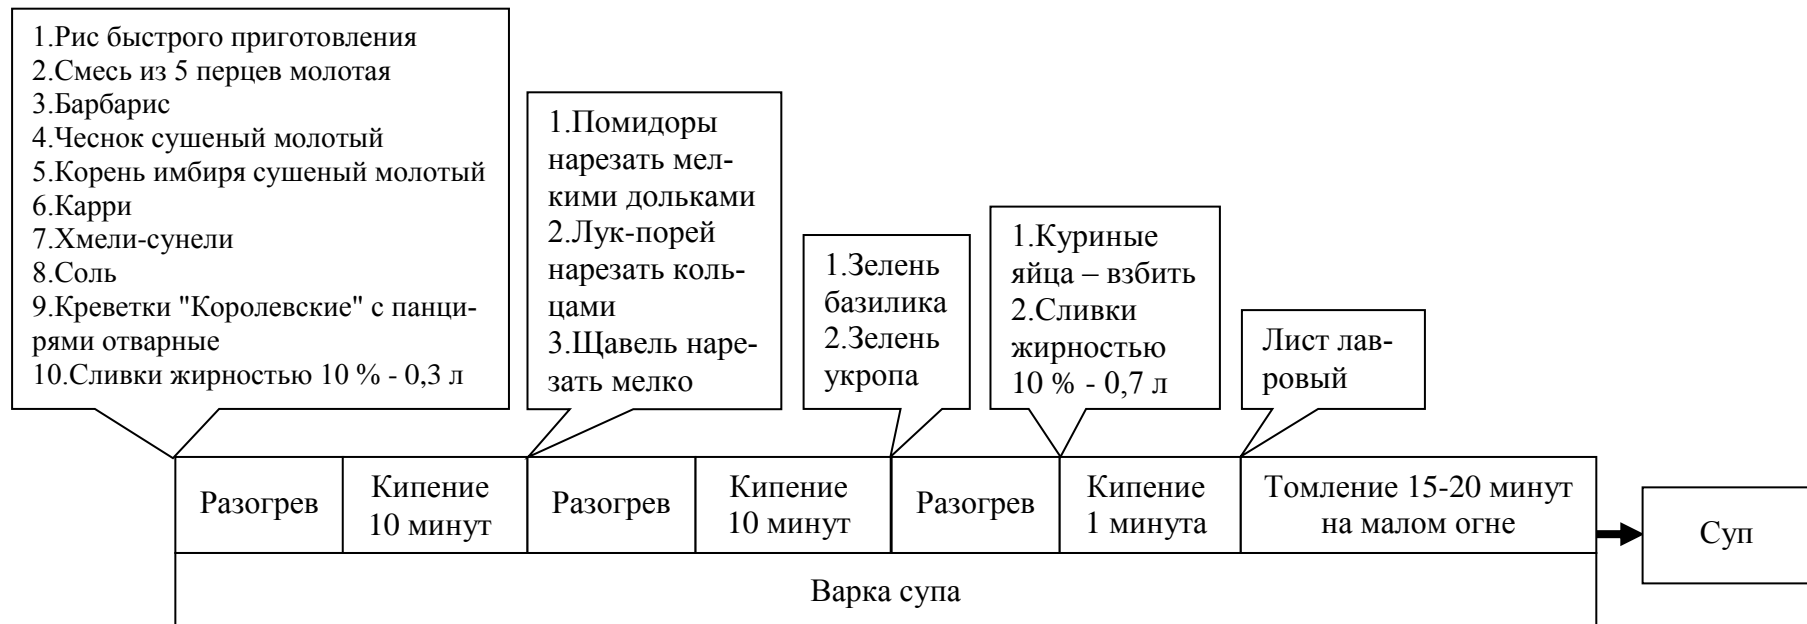 1.Рис быстрого приготовления
2.Смесь из 5 перцев молотая
3.Барбарис
4.Чеснок сушеный молотый
5.Корень имбиря сушеный молотый
6.Карри
7.Хмели-сунели
8.Соль
9.Креветки "Королевские" с панци-
рями отварные
10.Сливки жирностью 10 % - 0,3 л
1.Помидоры
нарезать мел-
кими дольками
2.Лук-порей
нарезать коль-
цами
3.Щавель наре-
зать мелко
1.Зелень
базилика
2.Зелень
укропа
1.Куриные
яйца – взбить
2.Сливки
жирностью
10 % - 0,7 л
Лист лав-
ровый
Разогрев
Кипение
10 минут
Разогрев
Кипение
10 минут
Разогрев
Кипение
1 минута
Томление 15-20 минут
на малом огне
Суп
Варка супа